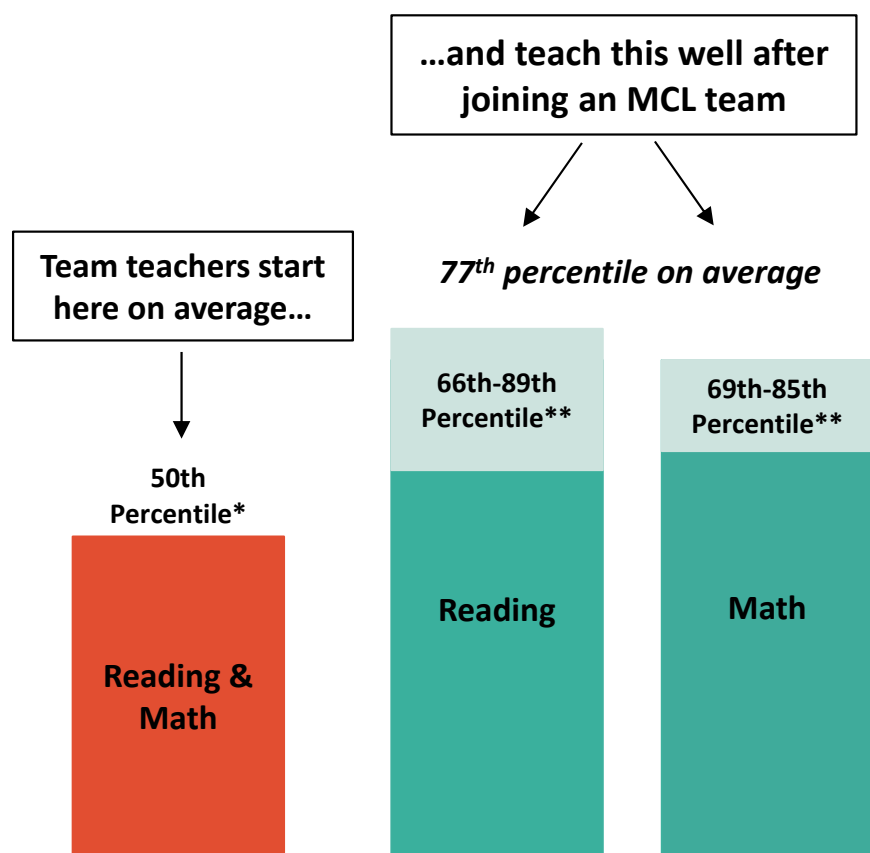 …and teach this well after
joining an MCL team
Team teachers start
here on average…
77th percentile on average
50th
Percentile*
66th-89th
Percentile**
69th-85th
Percentile**
Reading &
Math
Reading
Math